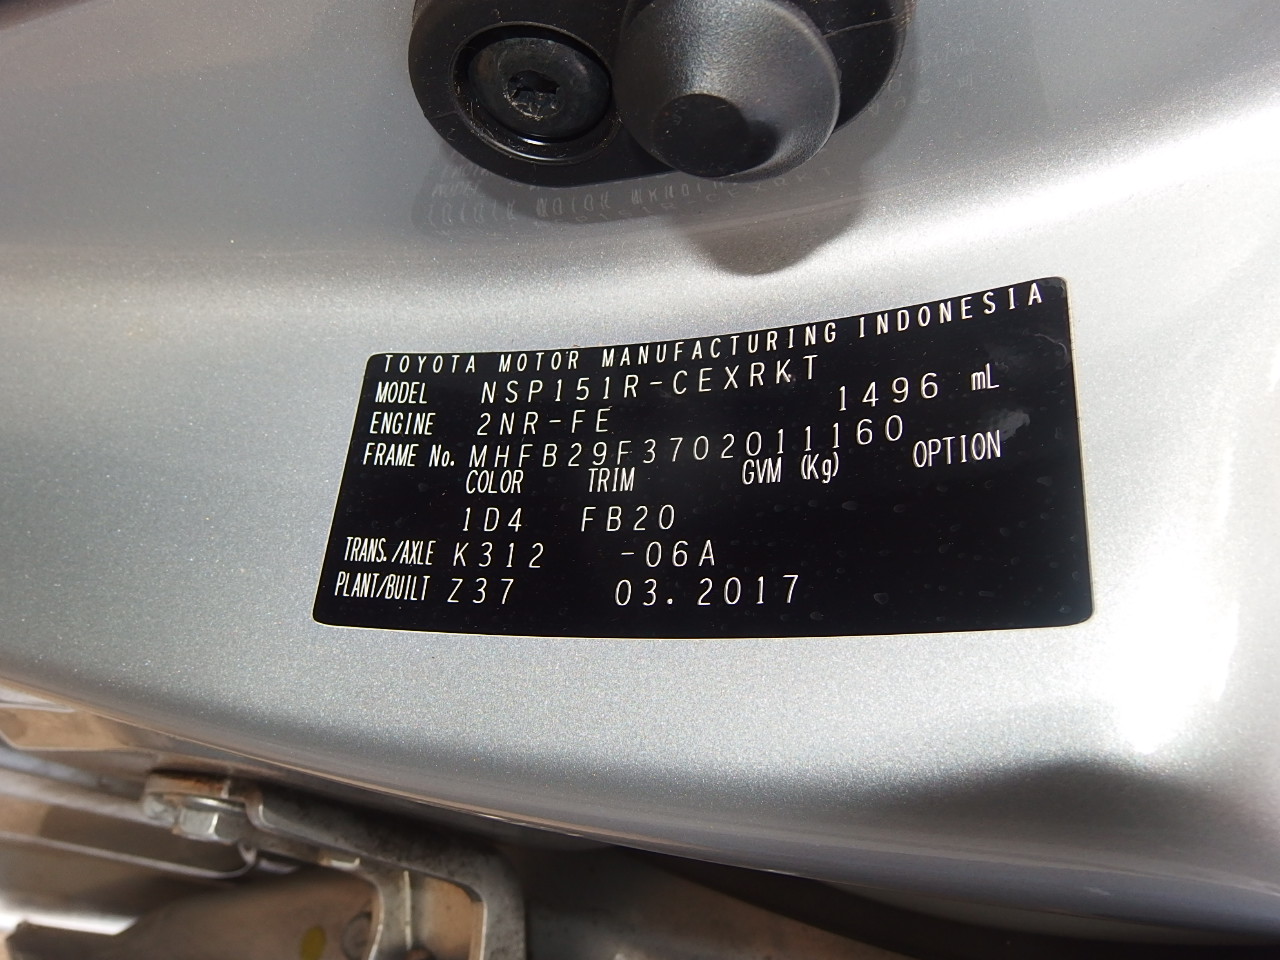 TOYOTA MOTOR MANUFACTURING INDONESIA
MODEL NSP151R-CEXRKT
ENGINE 2NR-FE 1496 mL
FRAME No. MHFB29F3702011160
COLOR TRIM GVM (Kg) OPTION
1D4 FB20
TRANS./AXLE K312 -06A
PLANT/BUILT Z37 03.2017